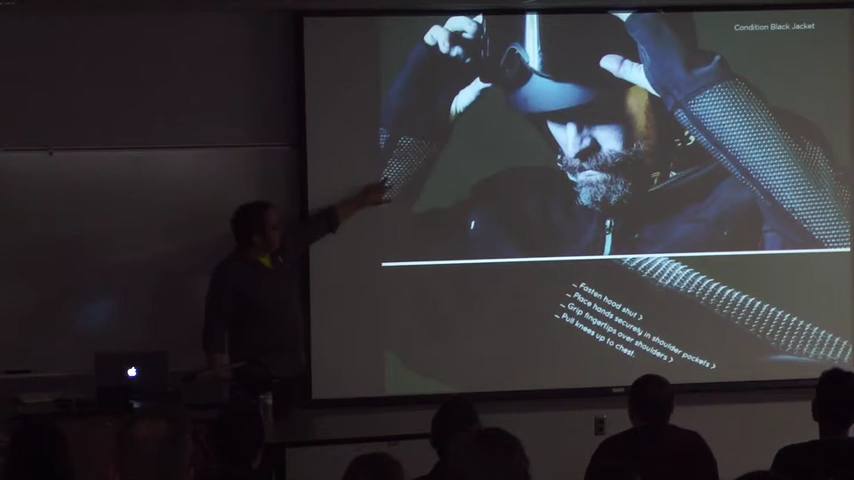 Condition Black Jacket
_ Fasten hood shut >
_ Place hands securely in shoulder pockets >
_ Grip fingertips over shoulders >
_ Pull knees up to chest.